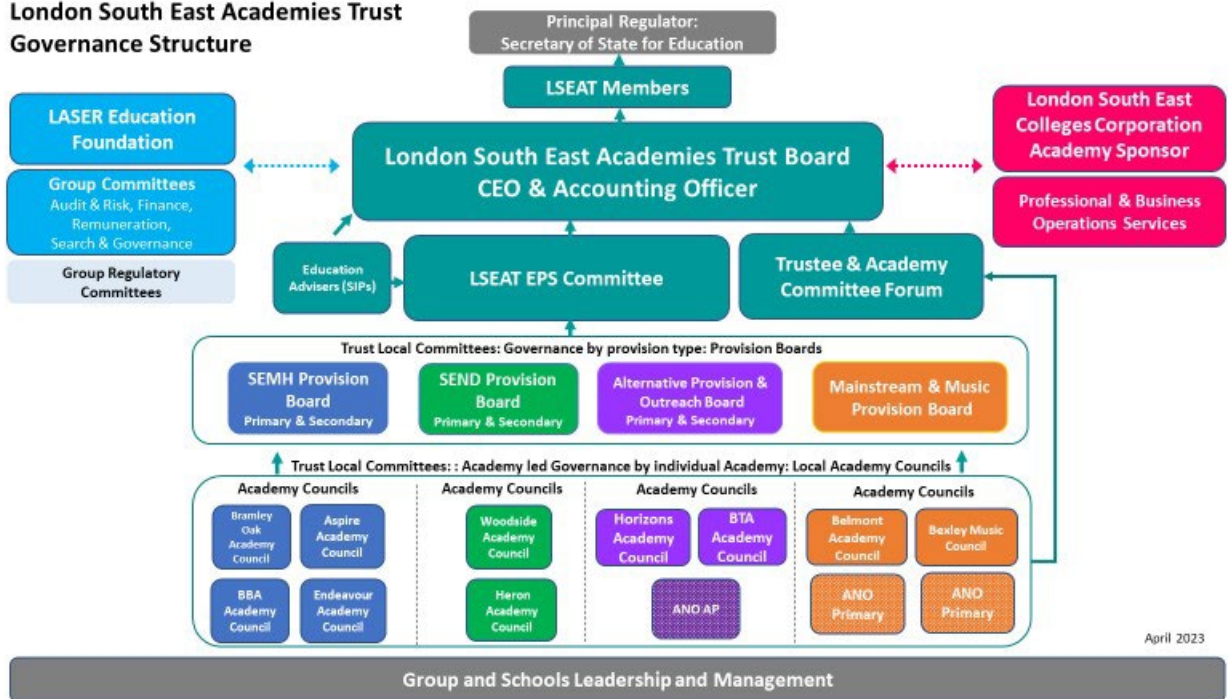 London South East Academies Trust
Governance Structure
Principal Regulator:
Secretary of State for Education
LSEAT Members
LASER Education
Foundation
Group Committees
Audit & Risk, Finance,
Remuneration,
Search & Governance
Group Regulatory
Committees
London South East Academies Trust Board
CEO & Accounting Officer
London South East
Colleges Corporation
Academy Sponsor
Professional & Business
Operations Services
Education
Advisers (SIPs)
LSEAT EPS Committee
Trustee & Academy
Committee Forum
Trust Local Committees: Governance by provision type: Provision Boards
SEMH Provision
Board
Primary & Secondary
SEND Provision
Board
Primary & Secondary
Alternative Provision &
Outreach Board
Primary & Secondary
Mainstream & Music
Provision Board
Trust Local Committees: : Academy led Governance by individual Academy: Local Academy Councils
Academy Councils
Bramley
Oak
Academy
Council
Aspire
Academy
Council
BBA
Academy
Council
Endeavour
Academy
Council
Academy Councils
Woodside
Academy
Council
Heron
Academy
Council
Academy Councils
Horizons
Academy
Council
BTA
Academy
Council
ANO AP
Academy Councils
Belmont
Academy
Council
Bexley Music
Council
ANO
Primary
ANO
Primary
April 2023
Group and Schools Leadership and Management